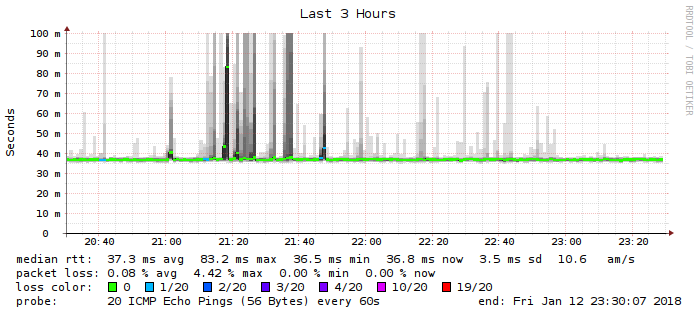 Last 3 Hours
RRDTOOL / TOBI OETIKER
Seconds
100 m
90 m
80 m
70 m
60 m
50 m
40 m
30 m
20 m
10 m
0
20:40 21:00 21:20 21:40 22:00 22:20 22:40 23:00 23:20
median rtt: 37.3 ms avg 83.2 ms max 36.5 ms min 36.8 ms now 3.5 ms sd 10.6 am/s
packet loss: 0.08 % avg 4.42 % max 0.00 % min 0.00 % now
loss color: 0 1/20 2/20 3/20 4/20 10/20 19/20
probe: 20 ICMP Echo Pings (56 Bytes) every 60s end: Fri Jan 12 23:30:07 2018